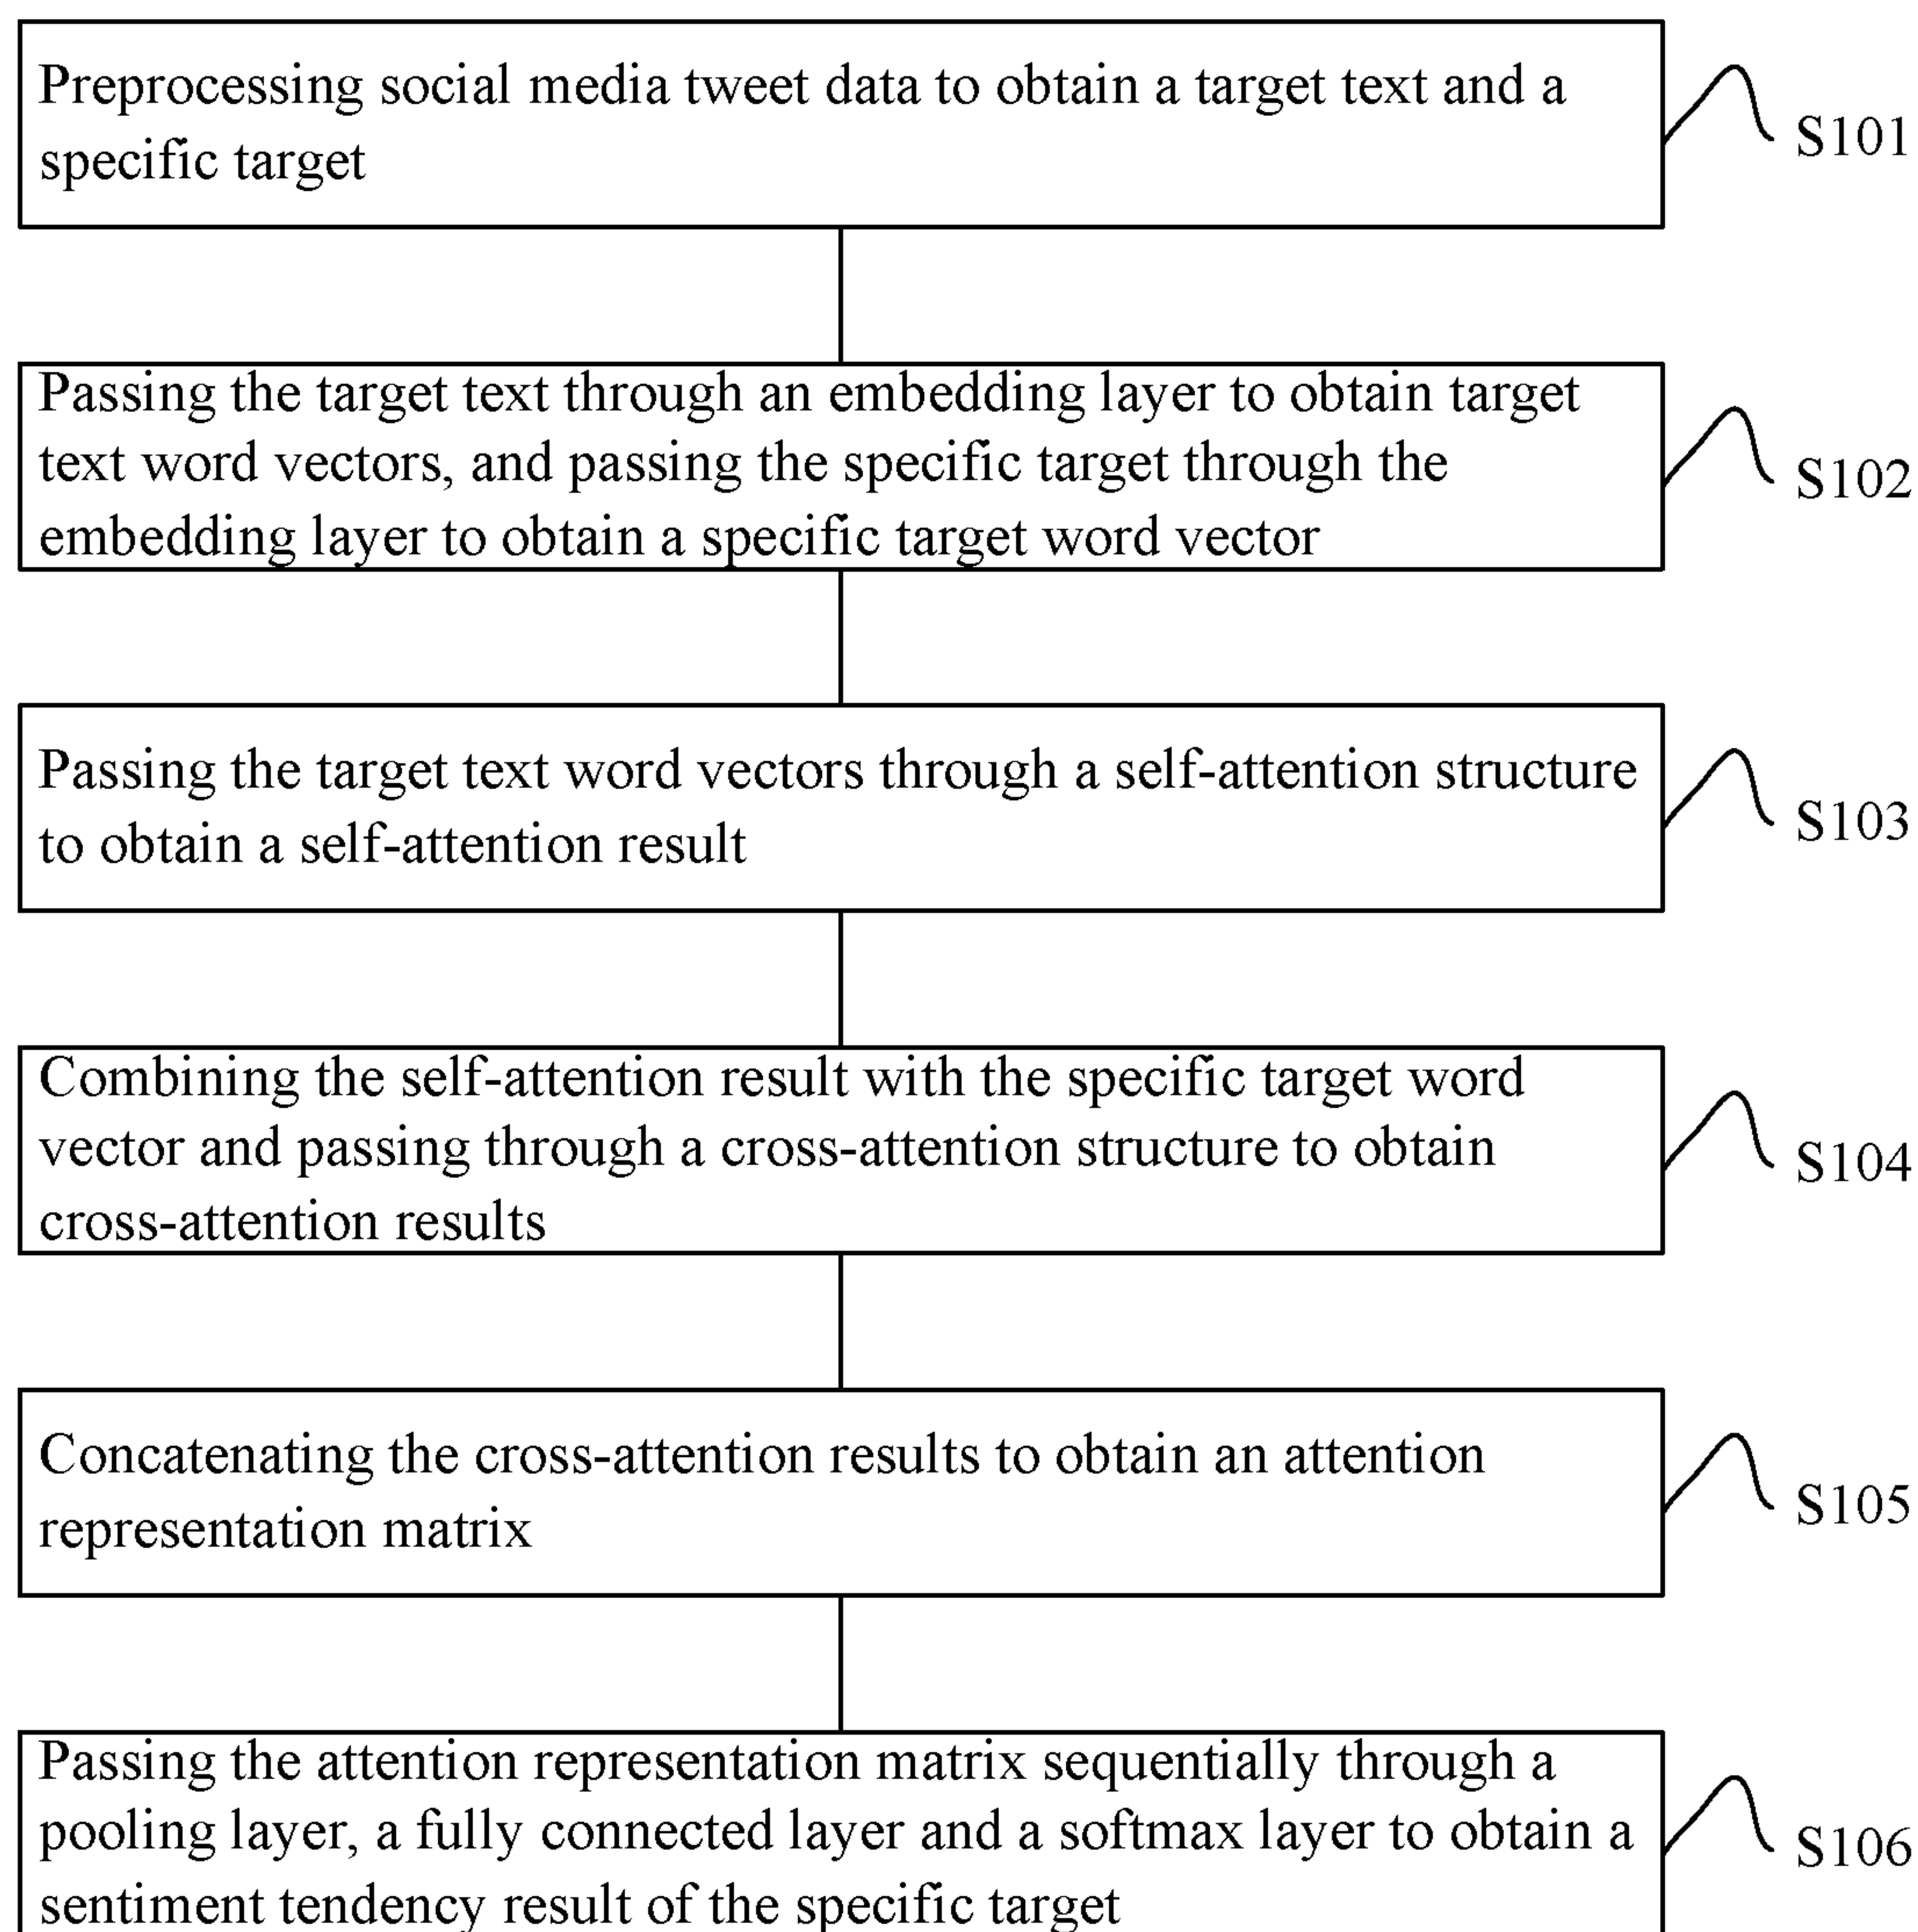 Preprocessing social media tweet data to obtain a target text and a
specific target
S101
Passing the target text through an embedding layer to obtain target
text word vectors, and passing the specific target through the
embedding layer to obtain a specific target word vector
S102
Passing the target text word vectors through a self-attention structure
to obtain a self-attention result
S103
Combining the self-attention result with the specific target word
vector and passing through a cross-attention structure to obtain
cross-attention results
S104
Concatenating the cross-attention results to obtain an attention
representation matrix
S105
Passing the attention representation matrix sequentially through a
pooling layer, a fully connected layer and a softmax layer to obtain a
sentiment tendency result of the specific target
S106